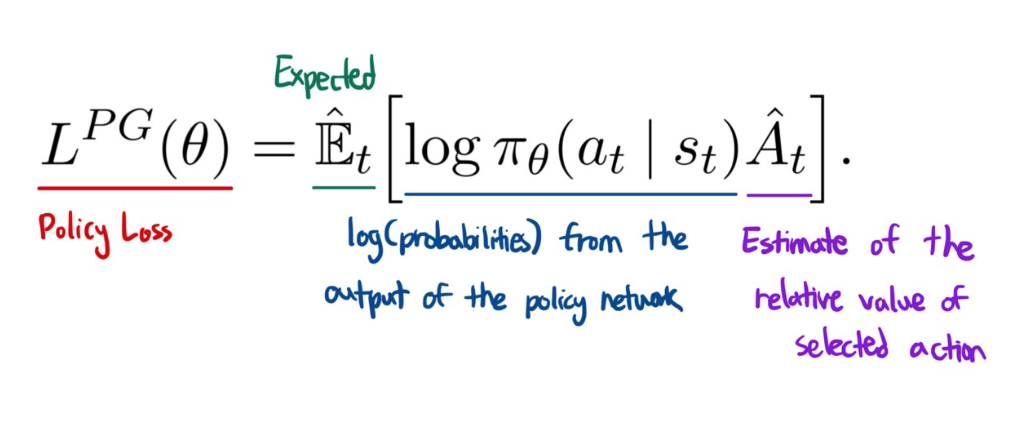 Expected
L^{PG}(θ) = 𝔼̂_t [log π_θ(a_t | s_t) Â_t].
Policy Loss
log(probabilities) from the
output of the policy network
Estimate of the
relative value of
selected action